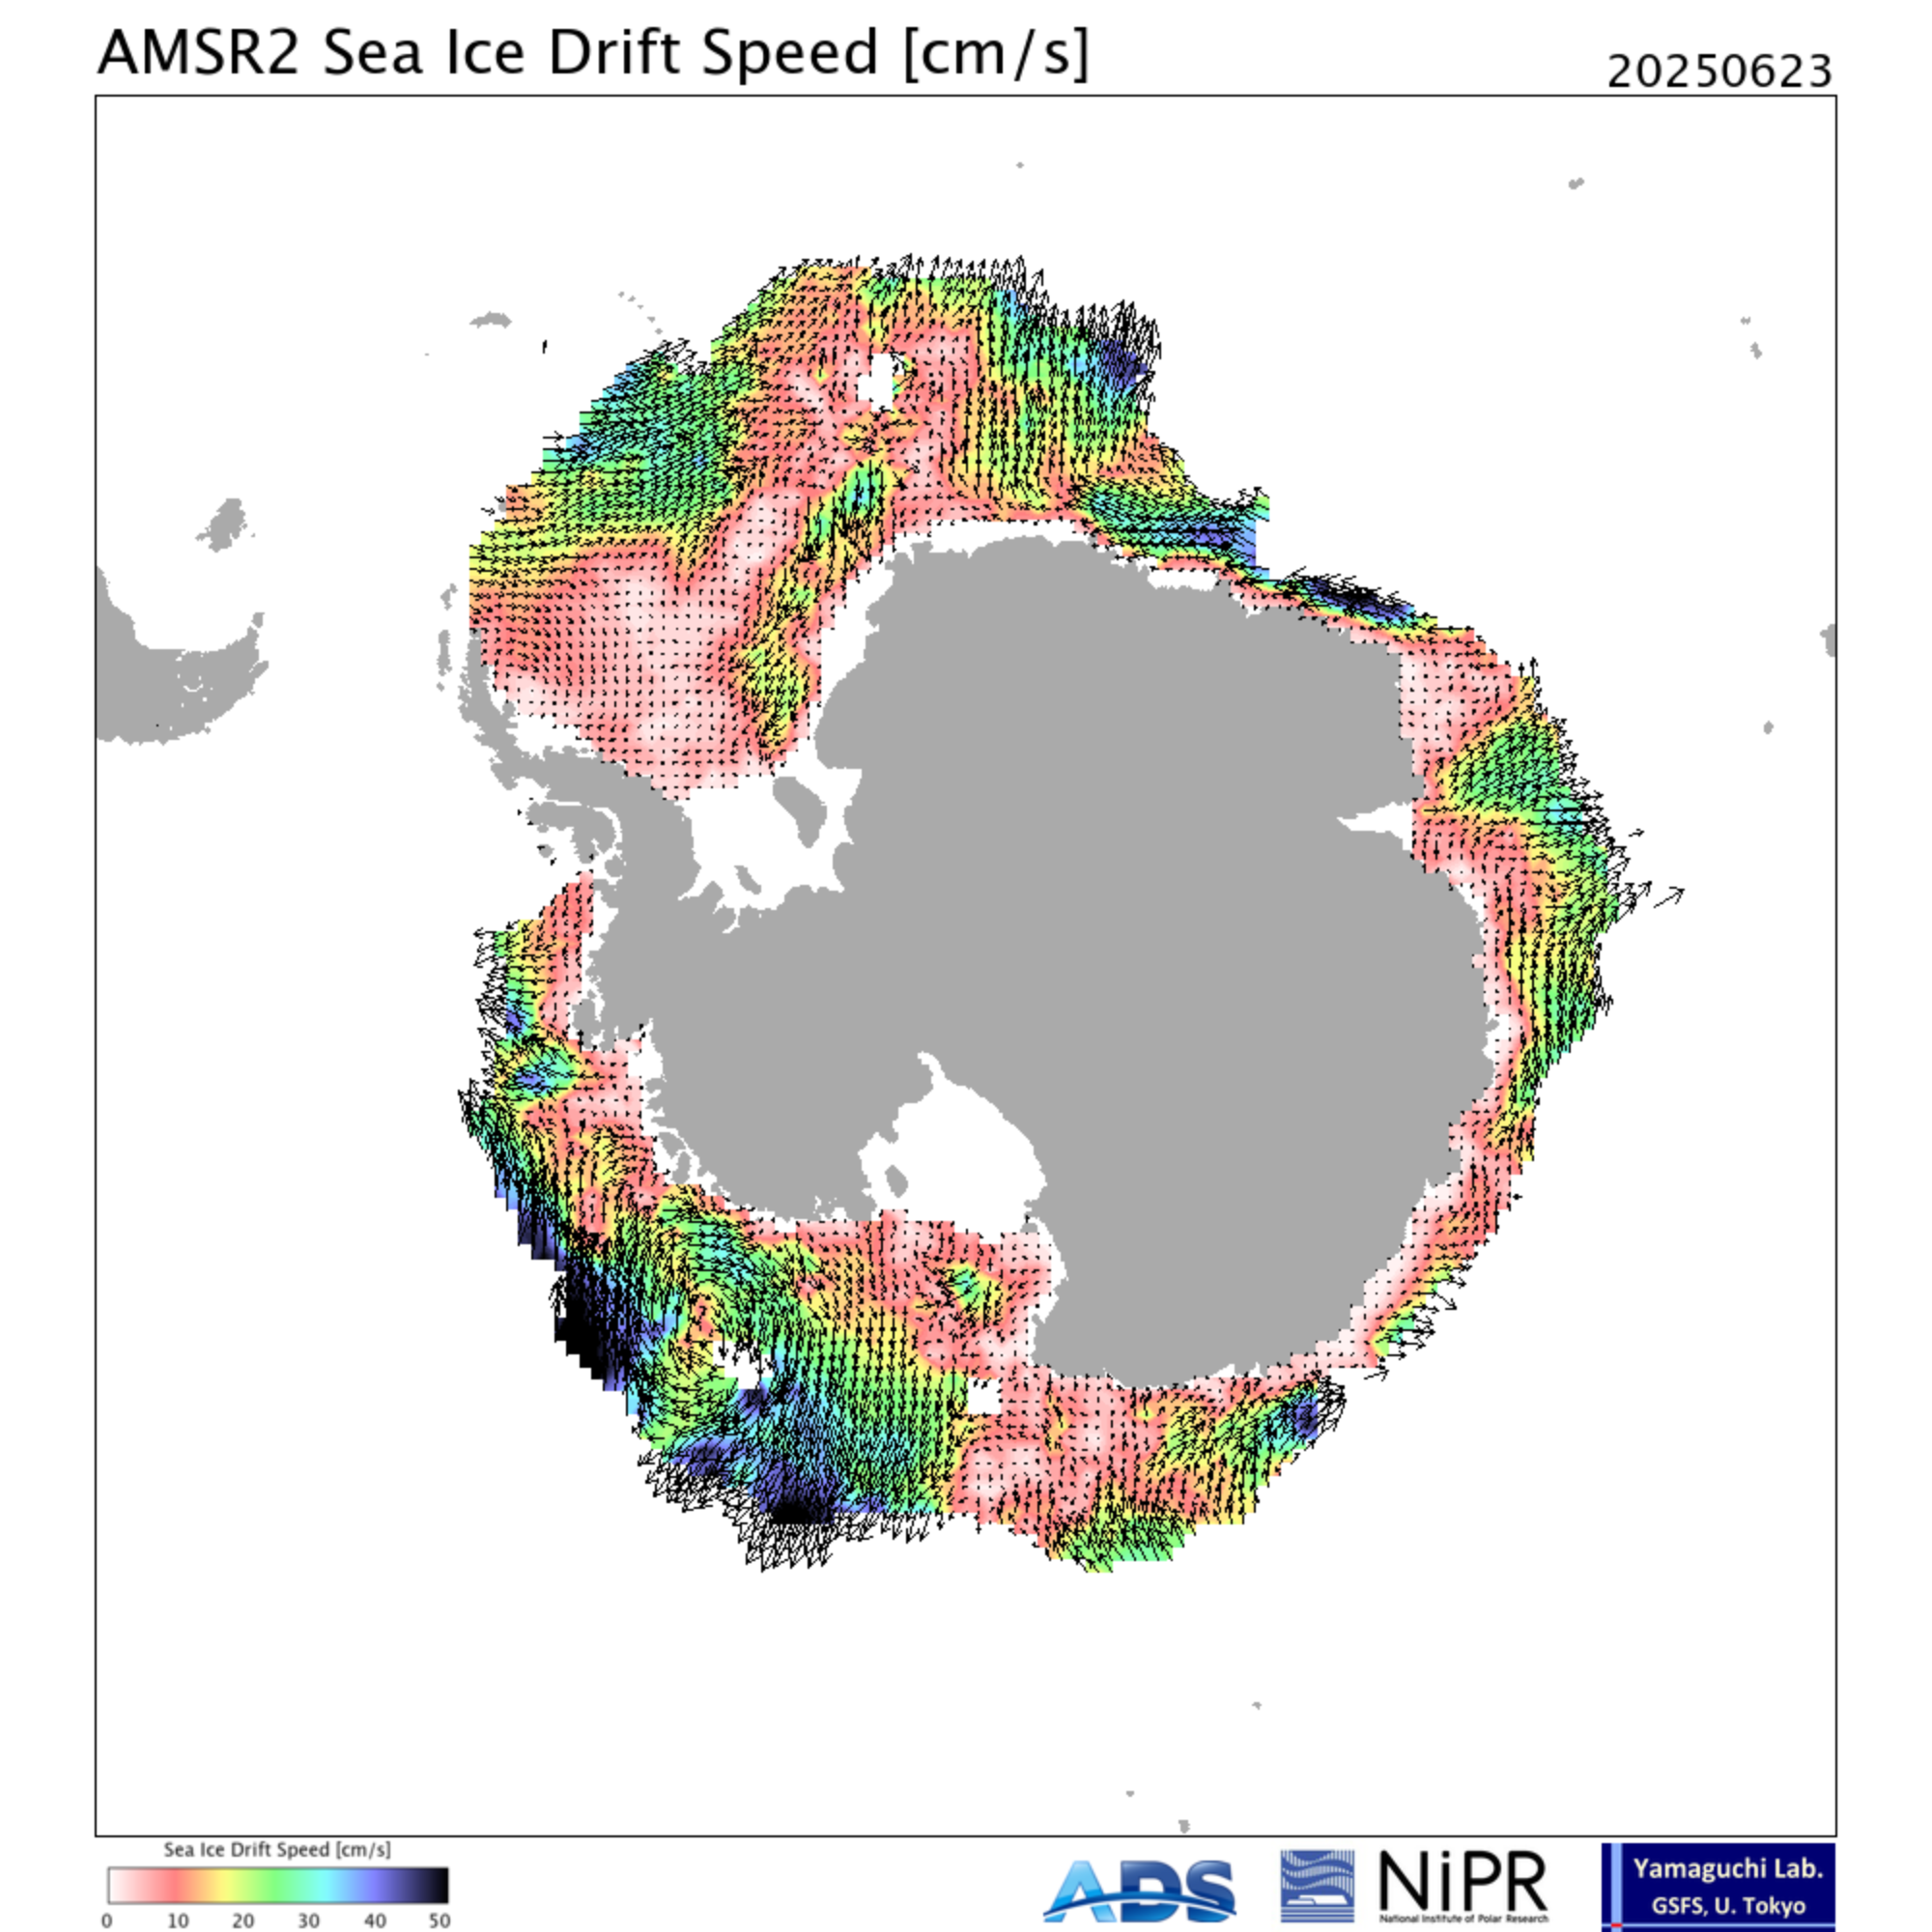 AMSR2 Sea Ice Drift Speed [cm/s]
20250623
Sea Ice Drift Speed [cm/s]
0 10 20 30 40 50
ADS
NiPR
National Institute of Polar Research
Yamaguchi Lab.
GSFS, U. Tokyo